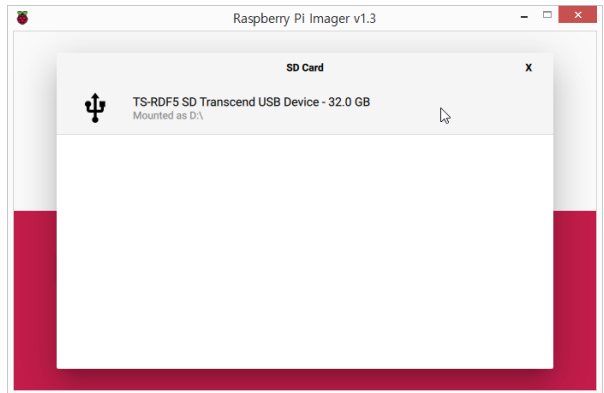 Raspberry Pi Imager v1.3
SD Card
X
TS-RDF5 SD Transcend USB Device - 32.0 GB
Mounted as D:\